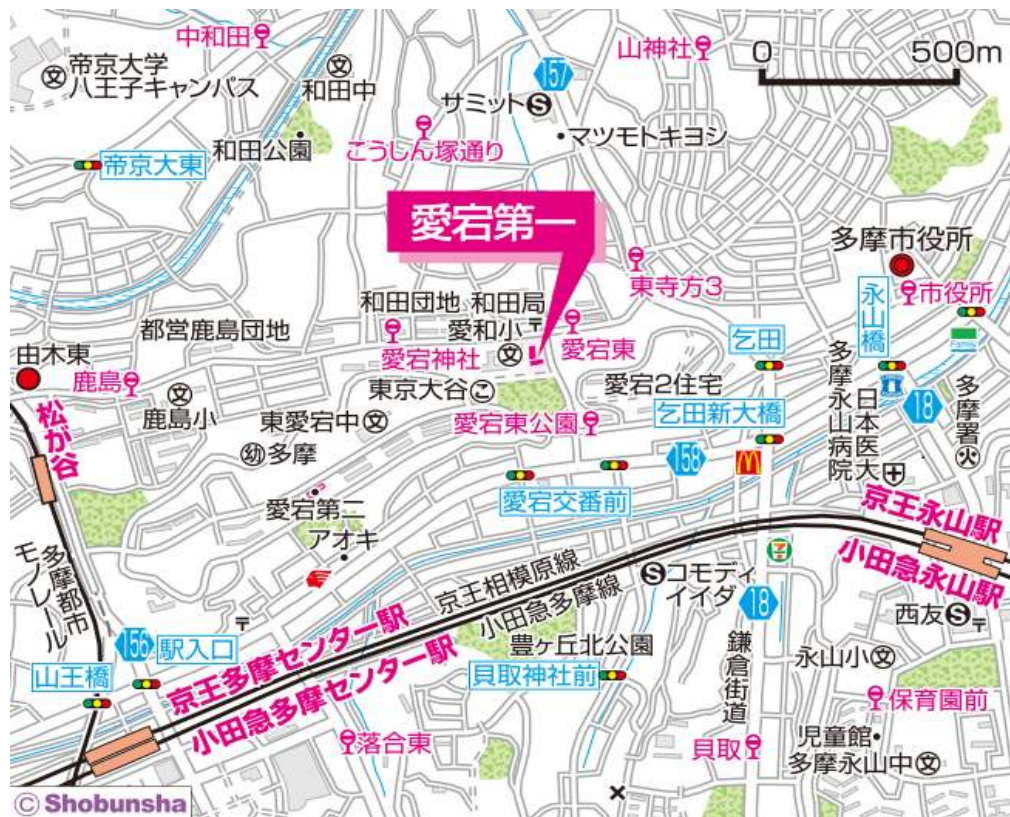 中和田
山神社
0 500m
帝京大学
八王子キャンパス
和田中
157
サミット
S
マツモトキヨシ
和田公園
こうしん塚通り
帝京大東
愛宕第一
多摩市役所
東寺方3
市役所
永山橋
和田団地
和田局
愛和小
文
都営鹿島団地
愛宕神社
愛宕東
乞田
由木東
鹿島
東京大谷
こ
愛宕2住宅
Family
鹿島小
文
東愛宕中
文
愛宕東公園
乞田新大橋
18
多摩署
火
日本医大
多摩永山病院
松が谷
幼
多摩
158
愛宕交番前
京王永山駅
小田急永山駅
愛宕第二
アオキ
多摩都市
モノレール
京王相模原線
小田急多摩線
S
コモディ
イイダ
18
西友
S
156
駅入口
山王橋
京王多摩センター駅
小田急多摩センター駅
豊ヶ丘北公園
貝取神社前
鎌倉街道
永山小
文
保育園前
落合東
貝取
児童館
多摩永山中
文
© Shobunsha